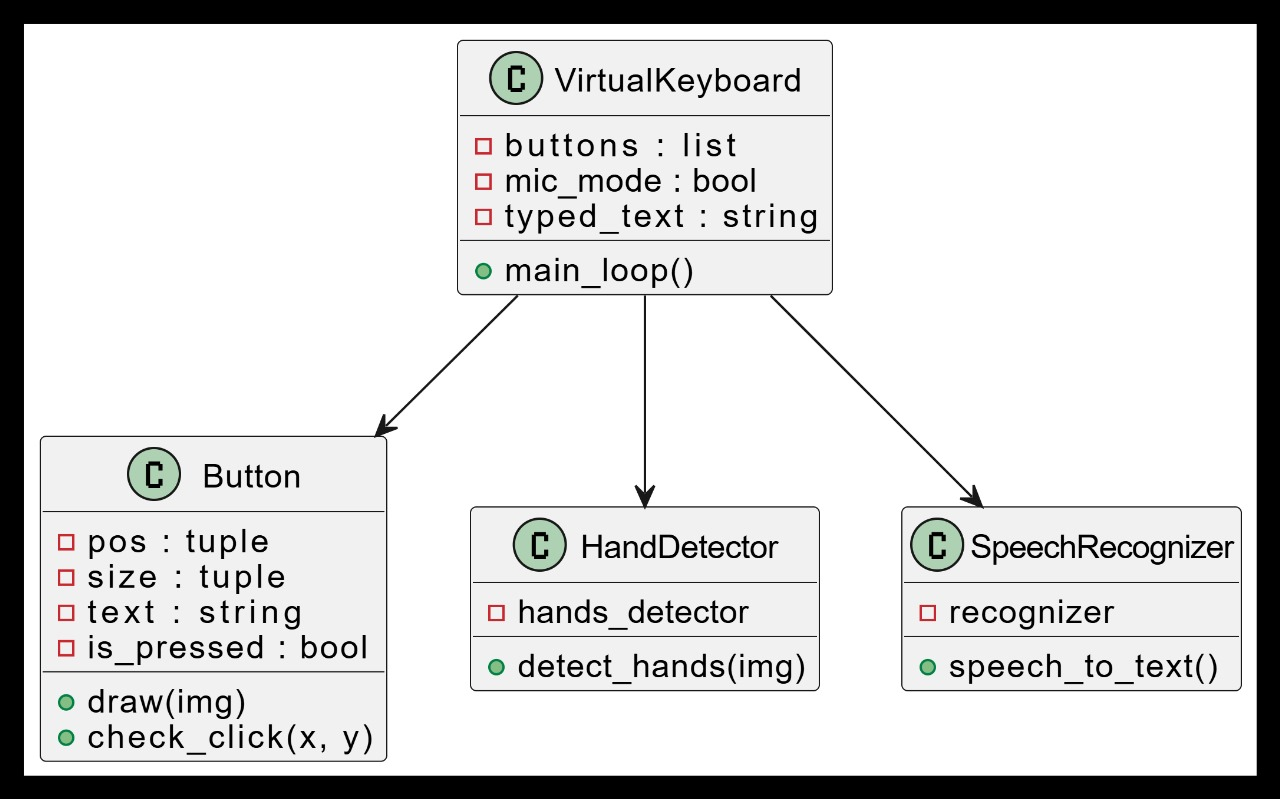 C VirtualKeyboard
buttons : list
mic_mode : bool
typed_text : string
main_loop()
C Button
pos : tuple
size : tuple
text : string
is_pressed : bool
draw(img)
check_click(x, y)
C HandDetector
hands_detector
detect_hands(img)
C SpeechRecognizer
recognizer
speech_to_text()